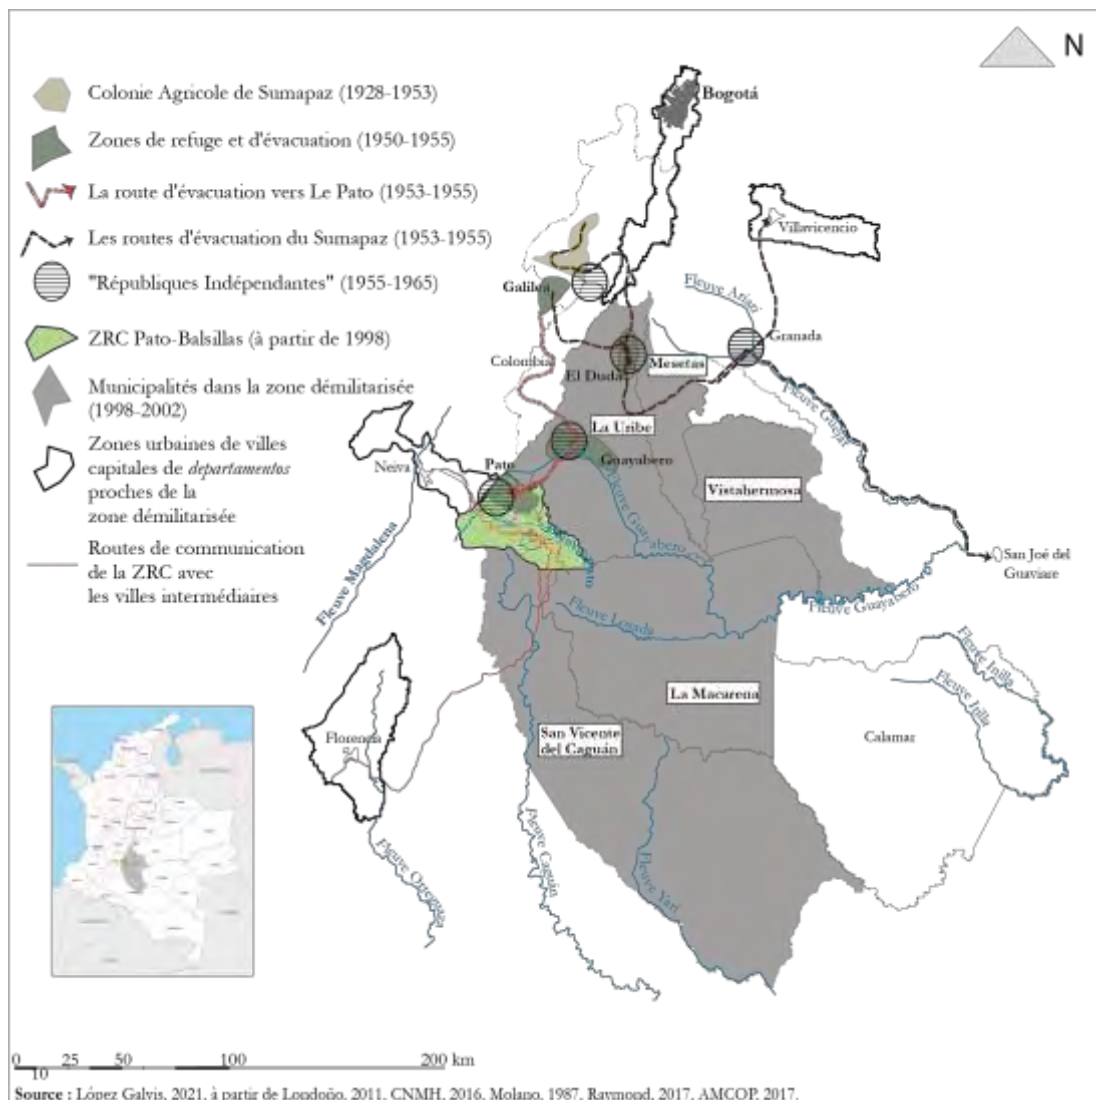 N
Colonie Agricole de Sumapaz (1928-1953)
Zones de refuge et d'évacuation (1950-1955)
La route d'évacuation vers Le Pato (1953-1955)
Les routes d'évacuation du Sumapaz (1953-1955)
"Républiques Indépendantes" (1955-1965)
ZRC Pato-Balsillas (à partir de 1998)
Municipalités dans la zone démilitarisée
(1998-2002)
Zones urbaines de villes
capitales de departamentos
proches de la
zone démilitarisée
Routes de communication
de la ZRC avec
les villes intermédiaires
Bogotá
Villavicencio
Galilea
Fleuve Ariari
Granada
Colombia
Mesetas
El Duda
Fleuve Guejar
La Uribe
Guayabero
Neiva
Pato
Vistahermosa
Fleuve Guayabero
Fleuve Magdalena
San Joé del
Guaviare
Fleuve Guayabero
Fleuve Losada
Fleuve Inilla
Fleuve Jilla
La Macarena
Calamar
San Vicente
del Caguán
Florencia
Fleuve Caguán
Fleuve Yarí
0 25 50 100 200 km
10
Source : López Galvis, 2021, à partir de Londoño, 2011, CNMH, 2016, Molano, 1987, Raymond, 2017, AMCOP, 2017.